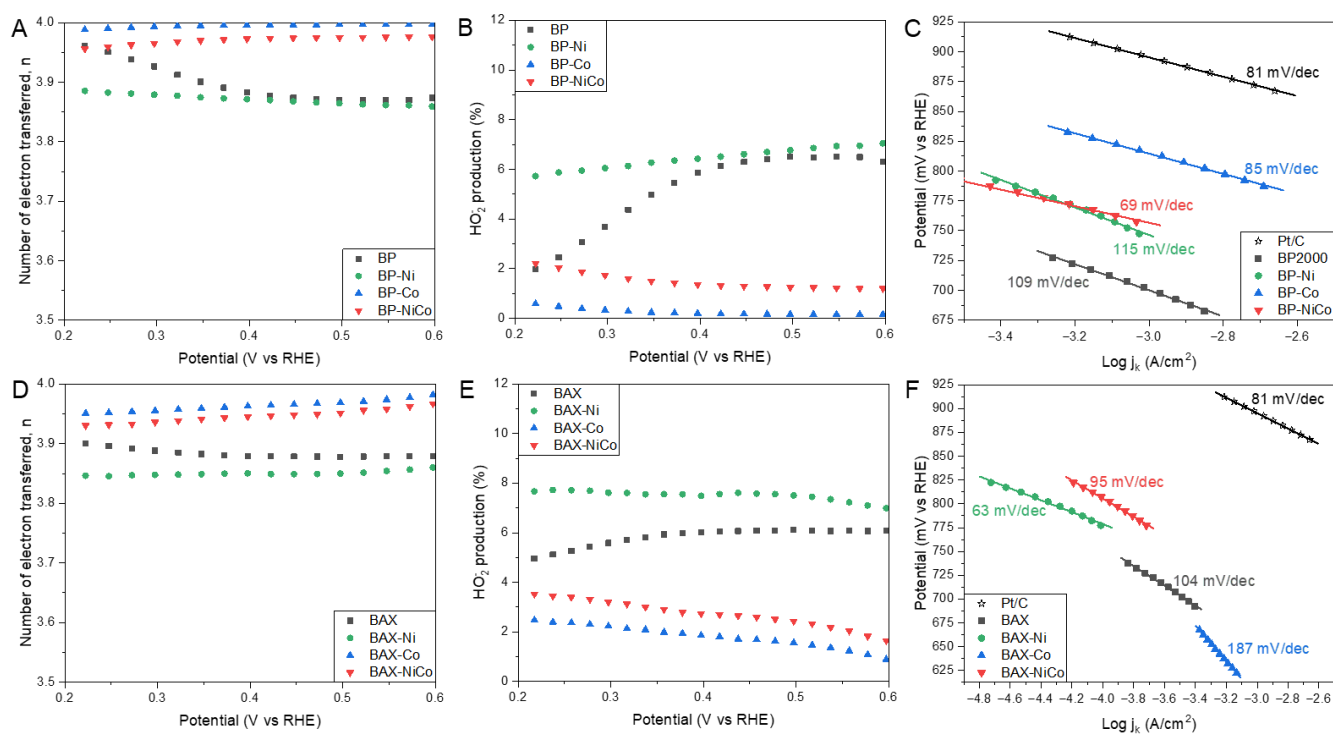 A
Number of electron transferred, n
4.0
3.9
3.8
3.7
3.6
3.5
0.2
0.3
0.4
0.5
0.6
Potential (V vs RHE)
BP
BP-Ni
BP-Co
BP-NiCo
B
HO₂⁻ production (%)
12
10
8
6
4
2
0
0.2
0.3
0.4
0.5
0.6
Potential (V vs RHE)
BP
BP-Ni
BP-Co
BP-NiCo
C
Potential (mV vs RHE)
925
900
875
850
825
800
775
750
725
700
675
81 mV/dec
85 mV/dec
69 mV/dec
115 mV/dec
109 mV/dec
Pt/C
BP2000
BP-Ni
BP-Co
BP-NiCo
−3.4
−3.2
−3.0
−2.8
−2.6
−2.4
Log jₖ (A/cm²)
D
Number of electron transferred, n
4.0
3.9
3.8
3.7
3.6
3.5
0.2
0.3
0.4
0.5
0.6
Potential (V vs RHE)
BAX
BAX-Ni
BAX-Co
BAX-NiCo
E
HO₂⁻ production (%)
12
10
8
6
4
2
0
0.2
0.3
0.4
0.5
0.6
Potential (V vs RHE)
BAX
BAX-Ni
BAX-Co
BAX-NiCo
F
Potential (mV vs RHE)
925
900
875
850
825
800
775
750
725
700
675
650
625
81 mV/dec
95 mV/dec
63 mV/dec
104 mV/dec
187 mV/dec
Pt/C
BAX
BAX-Ni
BAX-Co
BAX-NiCo
−4.8
−4.6
−4.4
−4.2
−4.0
−3.8
−3.6
−3.4
−3.2
−3.0
−2.8
−2.6
−2.4
Log jₖ (A/cm²)